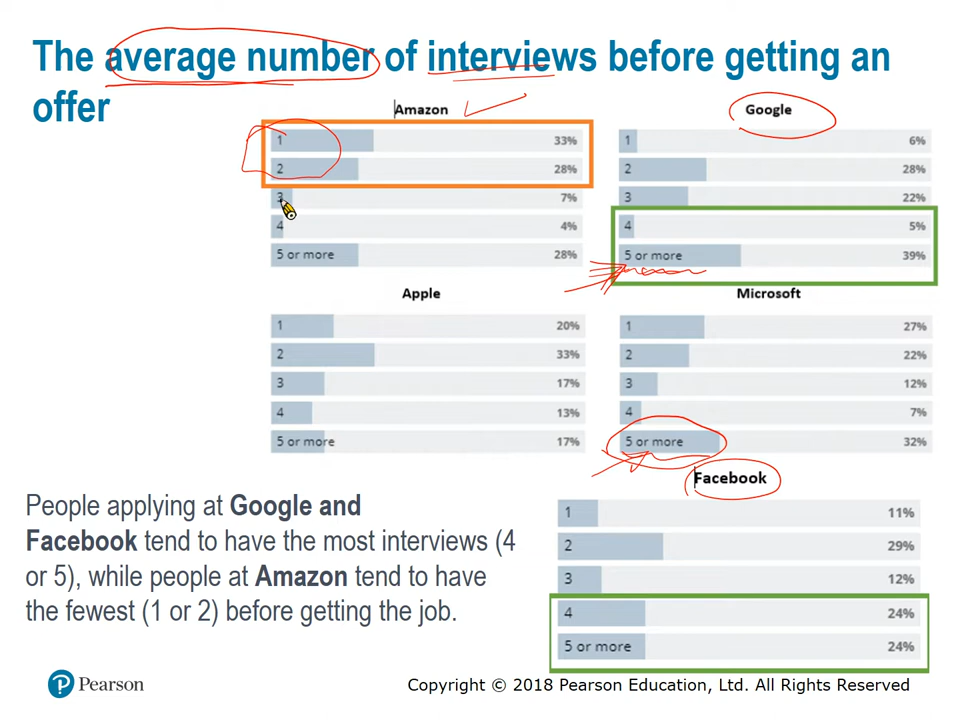 The average number of interviews before getting an
offer
Amazon
1 33%
2 28%
3 7%
4 4%
5 or more 28%
Google
1 6%
2 28%
3 22%
4 5%
5 or more 39%
Apple
1 20%
2 33%
3 17%
4 13%
5 or more 17%
Microsoft
1 27%
2 22%
3 12%
4 7%
5 or more 32%
Facebook
1 11%
2 29%
3 12%
4 24%
5 or more 24%
People applying at Google and
Facebook tend to have the most interviews (4
or 5), while people at Amazon tend to have
the fewest (1 or 2) before getting the job.
Pearson
Copyright © 2018 Pearson Education, Ltd. All Rights Reserved